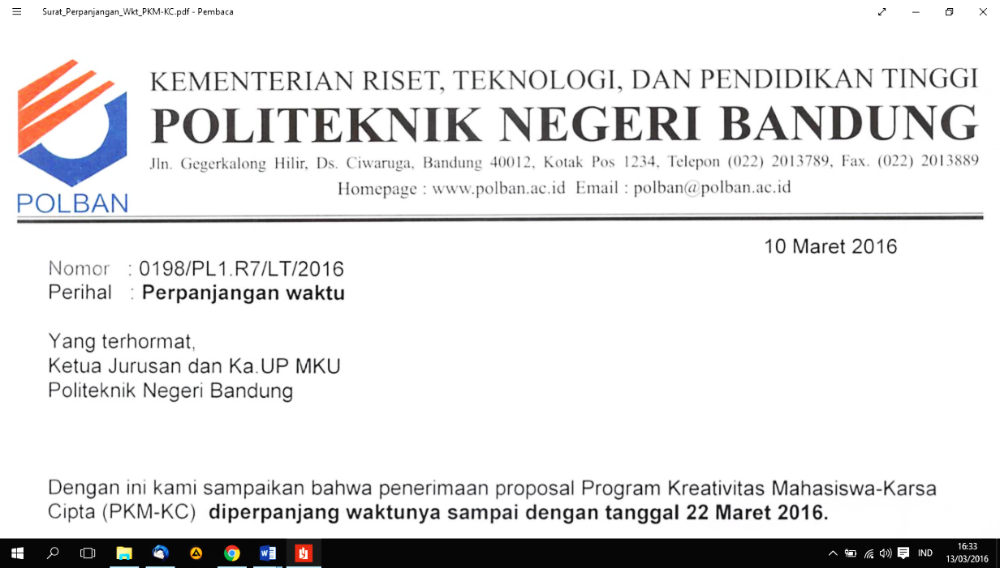 Surat_Perpanjangan_Wkt_PKM-KC.pdf - Pembaca
KEMENTERIAN RISET, TEKNOLOGI, DAN PENDIDIKAN TINGGI
POLITEKNIK NEGERI BANDUNG
Jln. Gegerkalong Hilir, Ds. Ciwaruga, Bandung 40012, Kotak Pos 1234, Telepon (022) 2013789, Fax. (022) 2013889
Homepage : www.polban.ac.id Email : polban@polban.ac.id
POLBAN
10 Maret 2016
Nomor : 0198/PL1.R7/LT/2016
Perihal : Perpanjangan waktu
Yang terhormat,
Ketua Jurusan dan Ka.UP MKU
Politeknik Negeri Bandung
Dengan ini kami sampaikan bahwa penerimaan proposal Program Kreativitas Mahasiswa-Karsa
Cipta (PKM-KC) diperpanjang waktunya sampai dengan tanggal 22 Maret 2016.
IND
16:33
13/03/2016